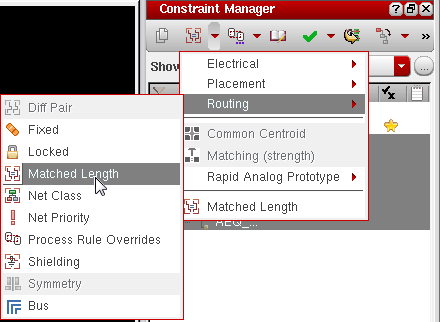 Constraint Manager
Electrical
Show
Placement
Routing
Diff Pair
Fixed
Common Centroid
Locked
Matching (strength)
Matched Length
Rapid Analog Prototype
Net Class
Matched Length
Net Priority
AEQ_...
Process Rule Overrides
Shielding
Symmetry
Bus